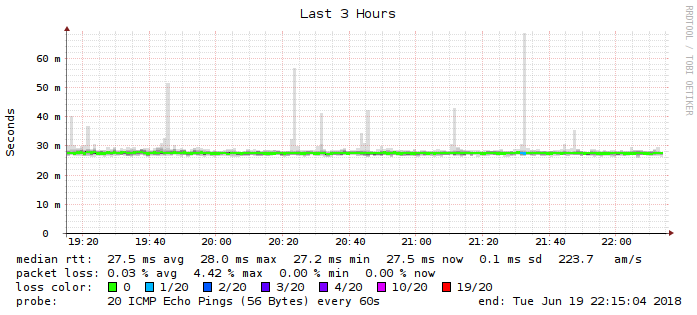 Last 3 Hours
RRDTOOL / TOBI OETIKER
Seconds
60 m
50 m
40 m
30 m
20 m
10 m
0
19:20 19:40 20:00 20:20 20:40 21:00 21:20 21:40 22:00
median rtt: 27.5 ms avg 28.0 ms max 27.2 ms min 27.5 ms now 0.1 ms sd 223.7 am/s
packet loss: 0.03 % avg 4.42 % max 0.00 % min 0.00 % now
loss color: 0 1/20 2/20 3/20 4/20 10/20 19/20
probe: 20 ICMP Echo Pings (56 Bytes) every 60s end: Tue Jun 19 22:15:04 2018